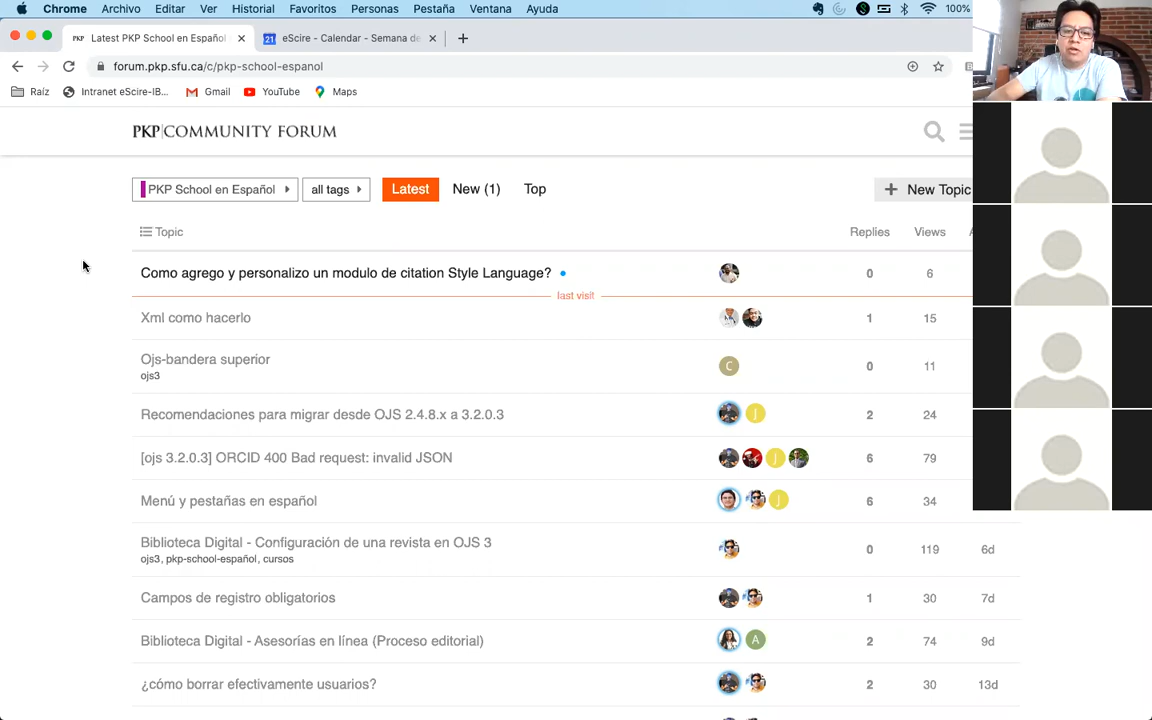 Chrome Archivo Editar Ver Historial Favoritos Personas Pestaña Ventana Ayuda 100%
PKP Latest PKP School en Español 21 eScire - Calendar - Semana de
forum.pkp.sfu.ca/c/pkp-school-espanol
Raíz Intranet eScire-IB... Gmail YouTube Maps
PKP|COMMUNITY FORUM
PKP School en Español all tags Latest New (1) Top + New Topic
Topic Replies Views A
Como agrego y personalizo un modulo de citation Style Language? 0 6
last visit
Xml como hacerlo 1 15
Ojs-bandera superior C 0 11
ojs3
Recomendaciones para migrar desde OJS 2.4.8.x a 3.2.0.3 J 2 24
[ojs 3.2.0.3] ORCID 400 Bad request: invalid JSON J 6 79
Menú y pestañas en español J 6 34
Biblioteca Digital - Configuración de una revista en OJS 3 0 119 6d
ojs3, pkp-school-español, cursos
Campos de registro obligatorios 1 30 7d
Biblioteca Digital - Asesorías en línea (Proceso editorial) A 2 74 9d
¿cómo borrar efectivamente usuarios? 2 30 13d